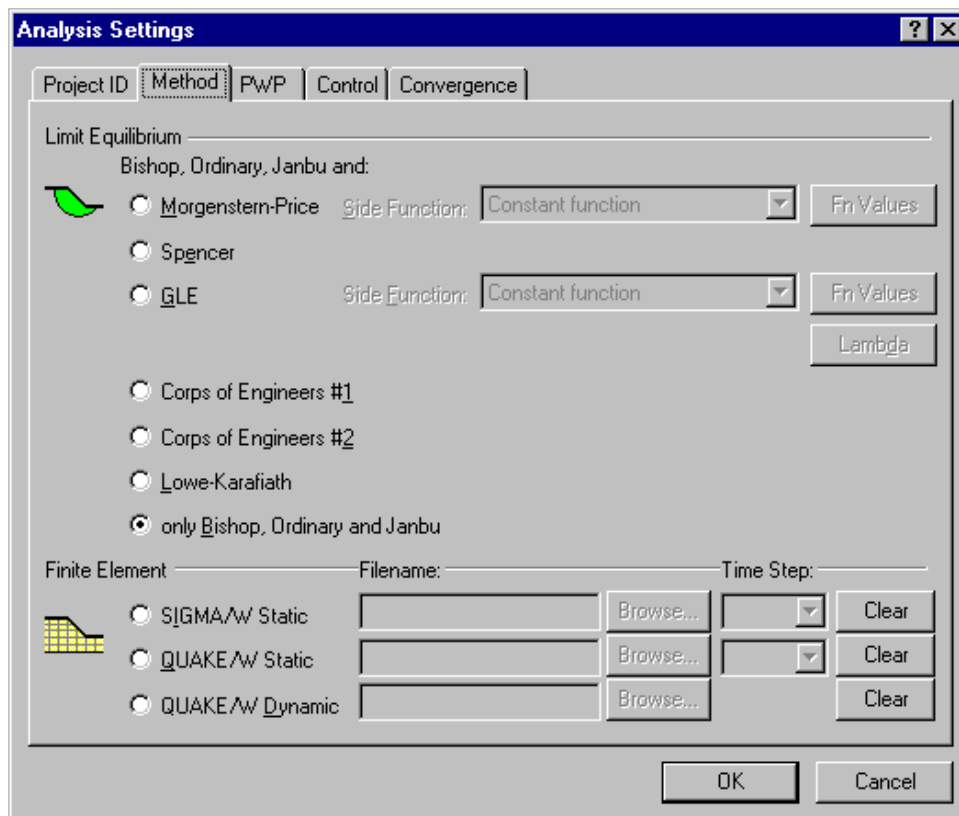 Analysis Settings
Project ID Method PWP Control Convergence
Limit Equilibrium
Bishop, Ordinary, Janbu and:
Morgenstern-Price Side Function: Constant function Fn Values
Spencer
GLE Side Function: Constant function Fn Values
Lambda
Corps of Engineers #1
Corps of Engineers #2
Lowe-Karafiath
only Bishop, Ordinary and Janbu
Finite Element Filename: Time Step:
SIGMA/W Static Browse... Clear
QUAKE/W Static Browse... Clear
QUAKE/W Dynamic Browse... Clear
OK Cancel